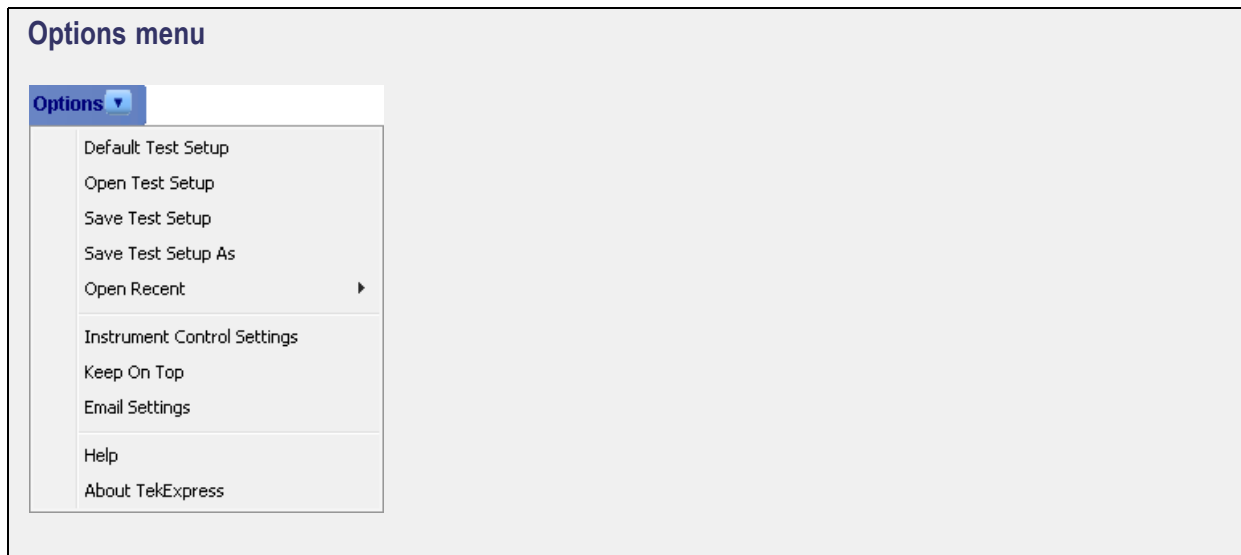 Options menu
Options
Default Test Setup
Open Test Setup
Save Test Setup
Save Test Setup As
Open Recent
Instrument Control Settings
Keep On Top
Email Settings
Help
About TekExpress